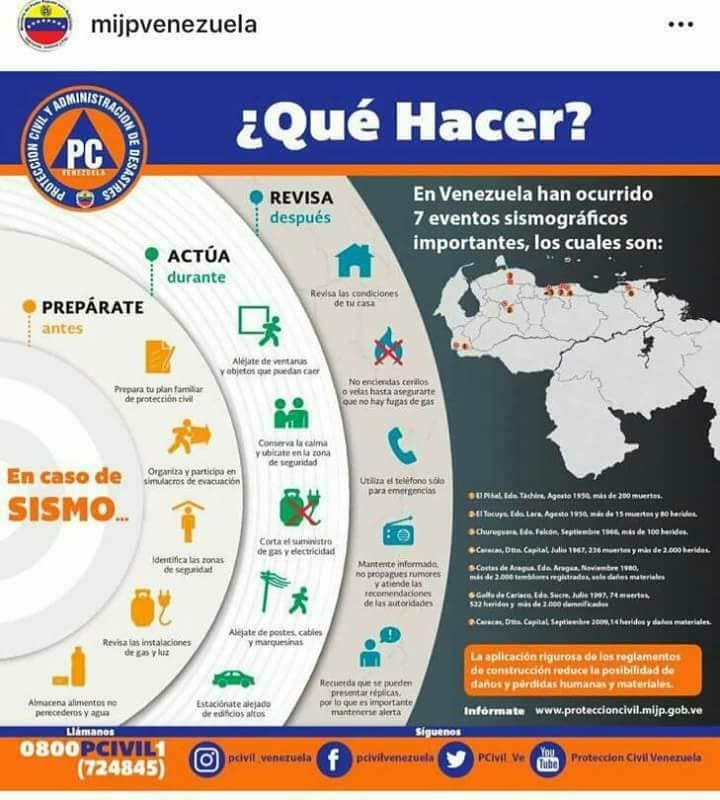 mijpvenezuela
PROTECCION CIVIL Y ADMINISTRACION DE DESASTRES
PC
VENEZUELA
¿Qué Hacer?
En caso de
SISMO...
PREPÁRATE
antes
Prepara tu plan familiar
de protección civil
Organiza y participa en
simulacros de evacuación
Identifica las zonas
de seguridad
Revisa las instalaciones
de gas y luz
Almacena alimentos no
perecederos y agua
ACTÚA
durante
Aléjate de ventanas
y objetos que puedan caer
Conserva la calma
y ubícate en la zona
de seguridad
Corta el suministro
de gas y electricidad
Aléjate de postes, cables
y marquesinas
Estaciónate alejado
de edificios altos
REVISA
después
Revisa las condiciones
de tu casa
No enciendas cerillos
o velas hasta asegurarte
que no hay fugas de gas
Utiliza el teléfono sólo
para emergencias
Mantente informado,
no propagues rumores
y atiende las
recomendaciones
de las autoridades
Recuerda que se pueden
presentar réplicas,
por lo que es importante
mantenerse alerta
En Venezuela han ocurrido
7 eventos sismográficos
importantes, los cuales son:
El Piñal, Edo. Táchira, Agosto 1950, más de 200 muertos.
El Tocuyo, Edo. Lara, Agosto 1950, más de 15 muertos y 80 heridos.
Churuguara, Edo. Falcón, Septiembre 1966, más de 100 heridos.
Caracas, Dtto. Capital, Julio 1967, 236 muertos y más de 2.000 heridos.
Costas de Aragua, Edo. Aragua, Noviembre 1980,
más de 2.000 temblores registrados, solo daños materiales
Golfo de Cariaco, Edo. Sucre, Julio 1997, 74 muertos,
522 heridos y más de 2.000 damnificados
Caracas, Dtto. Capital, Septiembre 2009, 14 heridos y daños materiales.
La aplicación rigurosa de los reglamentos
de construcción reduce la posibilidad de
daños y pérdidas humanas y materiales.
Infórmate www.proteccioncivil.mijp.gob.ve
Llámanos
0800PCIVIL1
(724845)
Síguenos
pcivil_venezuela
pcivilvenezuela
PCivil_Ve
You Tube
Proteccion Civil Venezuela